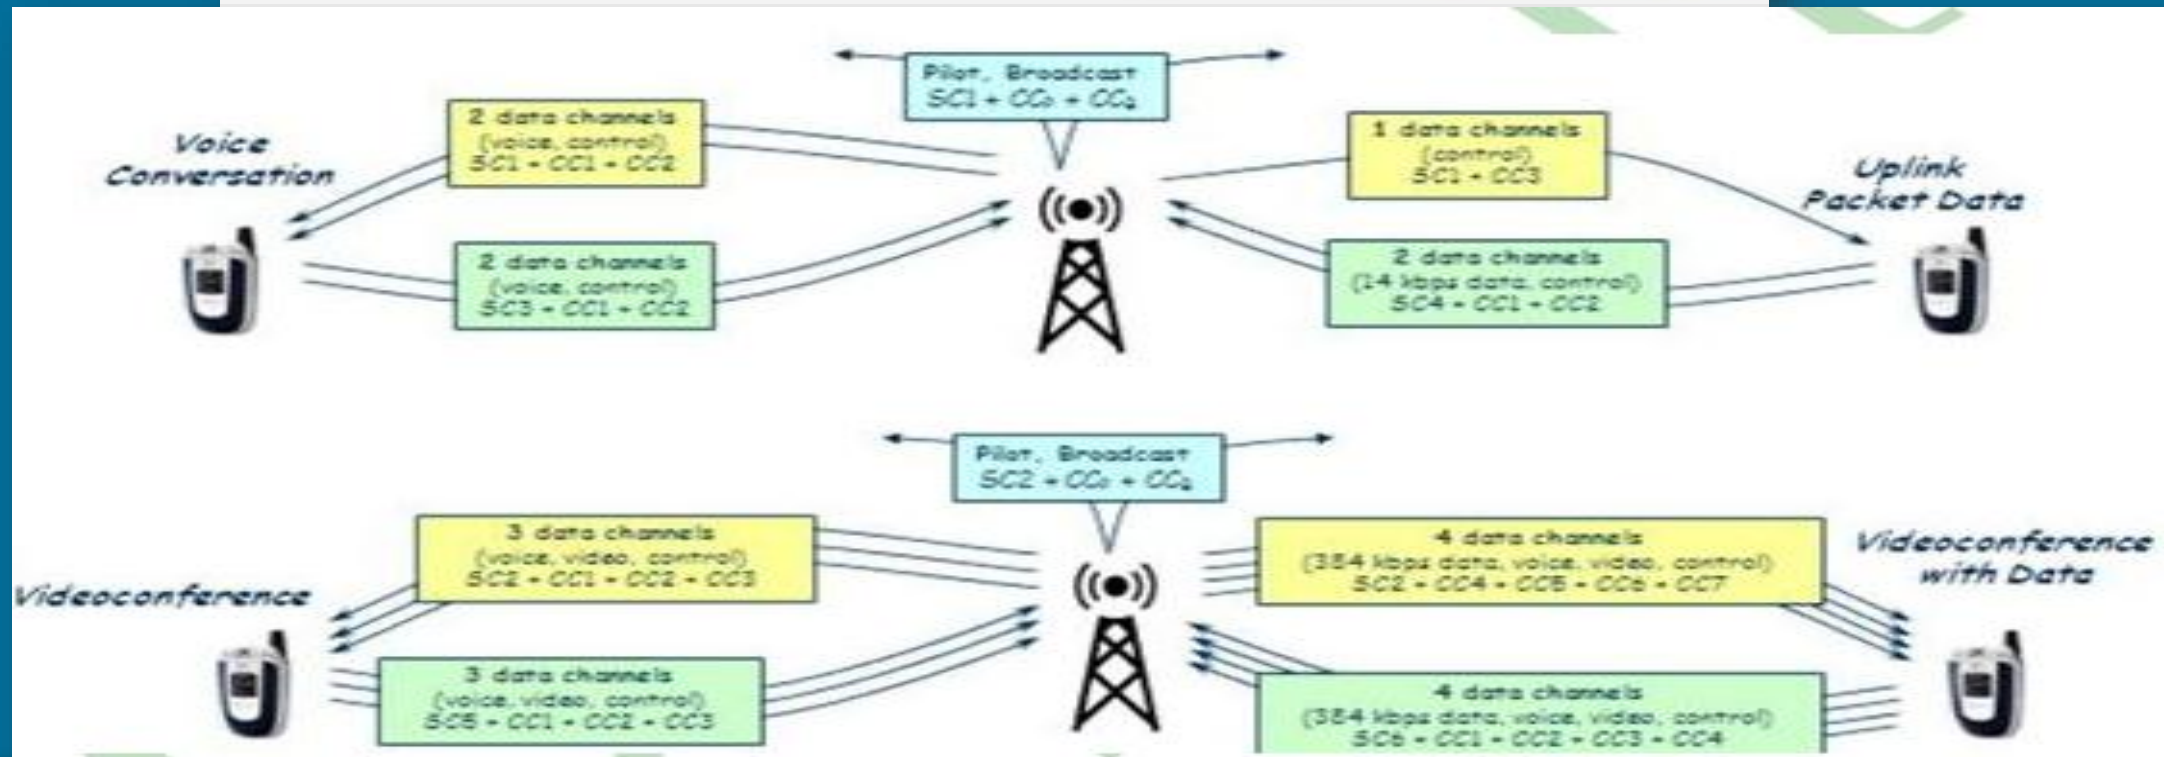 Pilot, Broadcast
SC1 + CCP + CCB
2 data channels
(voice, control)
SC1 + CC1 + CC2
1 data channels
(control)
SC1 + CC3
Voice
Conversation
Uplink
Packet Data
2 data channels
(voice, control)
SC3 + CC1 + CC2
2 data channels
(14 kbps data, control)
SC4 + CC1 + CC2
Pilot, Broadcast
SC2 + CCP + CCB
3 data channels
(voice, video, control)
SC2 + CC1 + CC2 + CC3
4 data channels
(384 kbps data, voice, video, control)
SC2 + CC4 + CC5 + CC6 + CC7
Videoconference
Videoconference
with Data
3 data channels
(voice, video, control)
SC5 + CC1 + CC2 + CC3
4 data channels
(384 kbps data, voice, video, control)
SC6 + CC1 + CC2 + CC3 + CC4